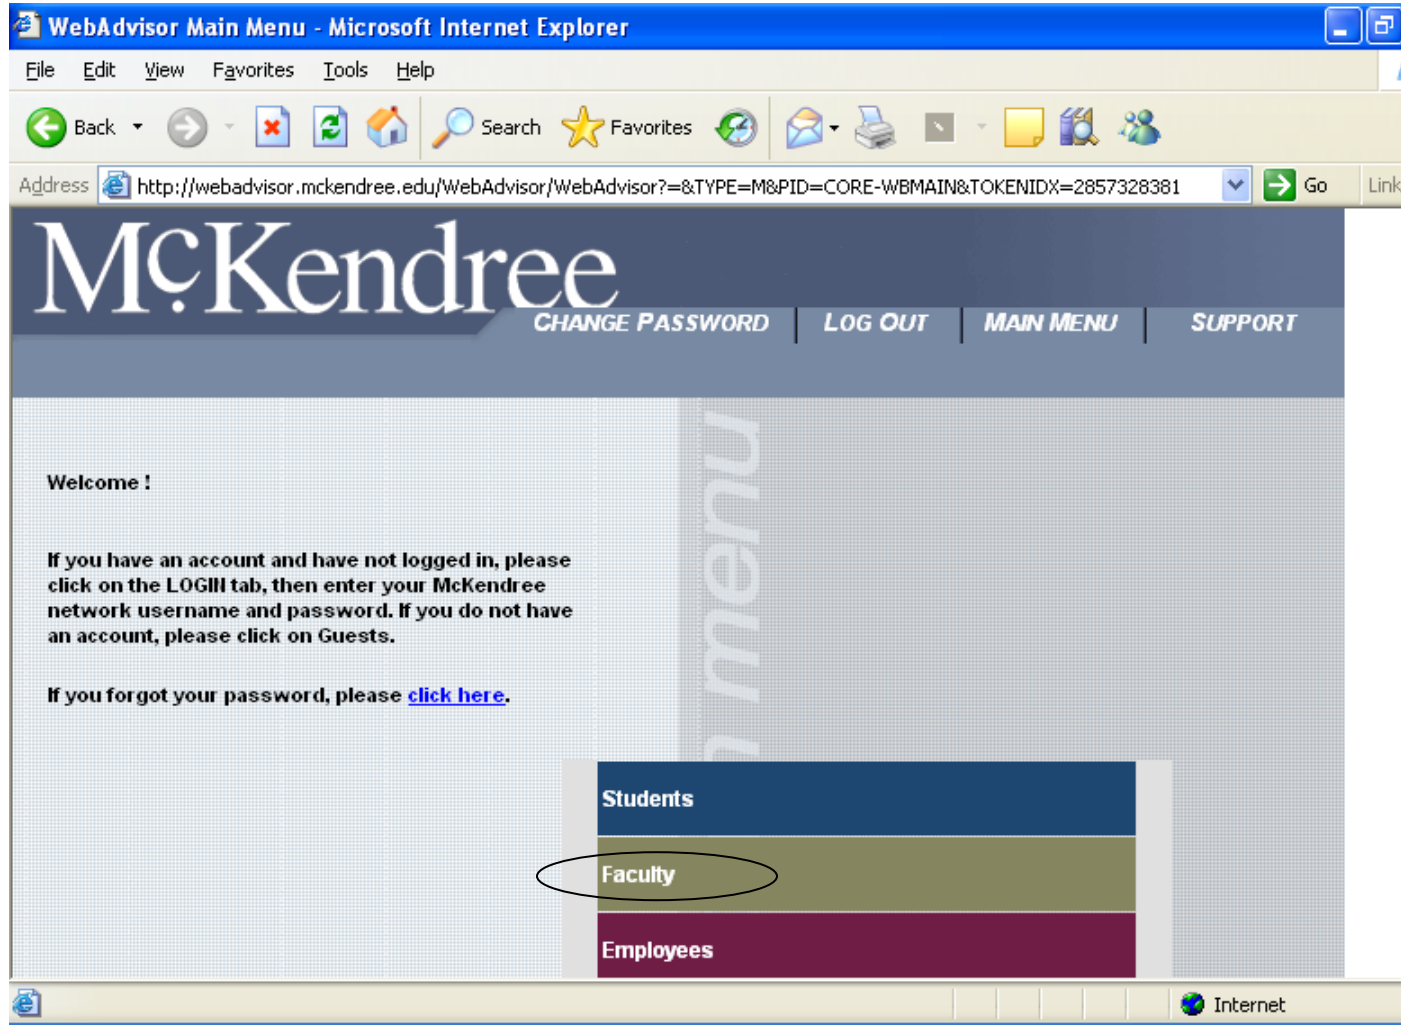 WebAdvisor Main Menu - Microsoft Internet Explorer
File Edit View Favorites Tools Help
Back Search Favorites
Address http://webadvisor.mckendree.edu/WebAdvisor/WebAdvisor?=&TYPE=M&PID=CORE-WBMAIN&TOKENIDX=2857328381 Go Link
McKendree
CHANGE PASSWORD LOG OUT MAIN MENU SUPPORT
menu
Welcome !
If you have an account and have not logged in, please
click on the LOGIN tab, then enter your McKendree
network username and password. If you do not have
an account, please click on Guests.
If you forgot your password, please click here.
Students
Faculty
Employees
Internet